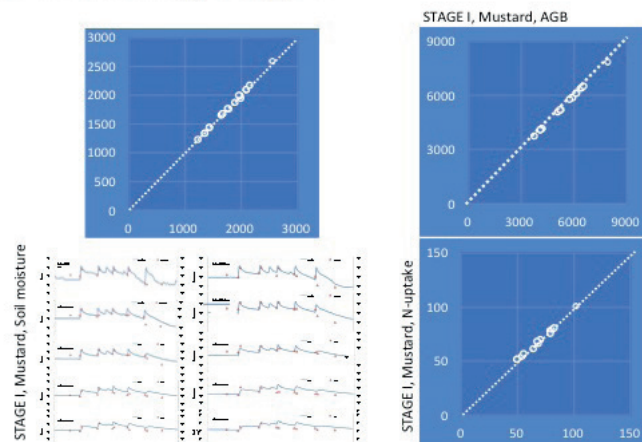 STAGE I, Mustard, AGB
3000
2500
2000
1500
1000
500
0
0 1000 2000 3000
9000
6000
3000
0
0 3000 6000 9000
STAGE I, Mustard, Soil moisture
STAGE I, Mustard, N-uptake
150
100
50
0
0 50 100 150